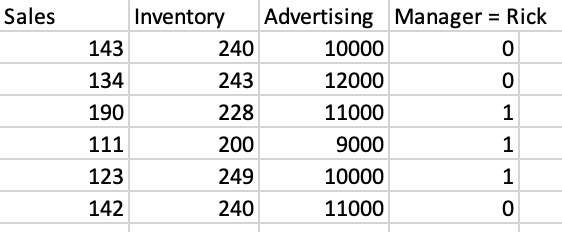 Sales Inventory Advertising Manager = Rick
143 240 10000 0
134 243 12000 0
190 228 11000 1
111 200 9000 1
123 249 10000 1
142 240 11000 0